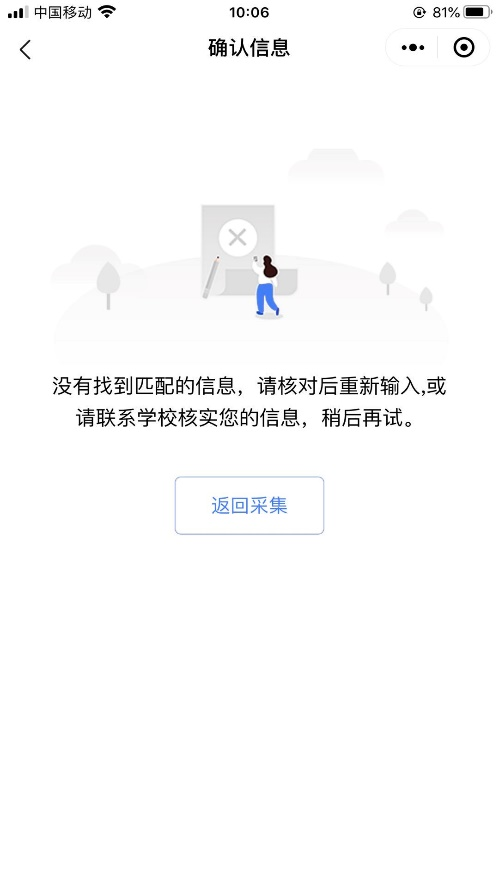 中国移动
10:06
81%
确认信息
没有找到匹配的信息，请核对后重新输入,或
请联系学校核实您的信息，稍后再试。
返回采集